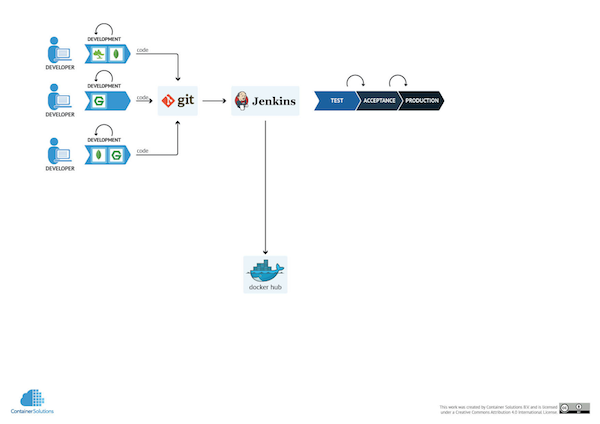 DEVELOPMENT
code
DEVELOPER
DEVELOPMENT
code
git
Jenkins
TEST
ACCEPTANCE
PRODUCTION
DEVELOPER
DEVELOPMENT
code
DEVELOPER
docker hub
ContainerSolutions
This work was created by Container Solutions B.V and is licensed
under a Creative Commons Attribution 4.0 International License.